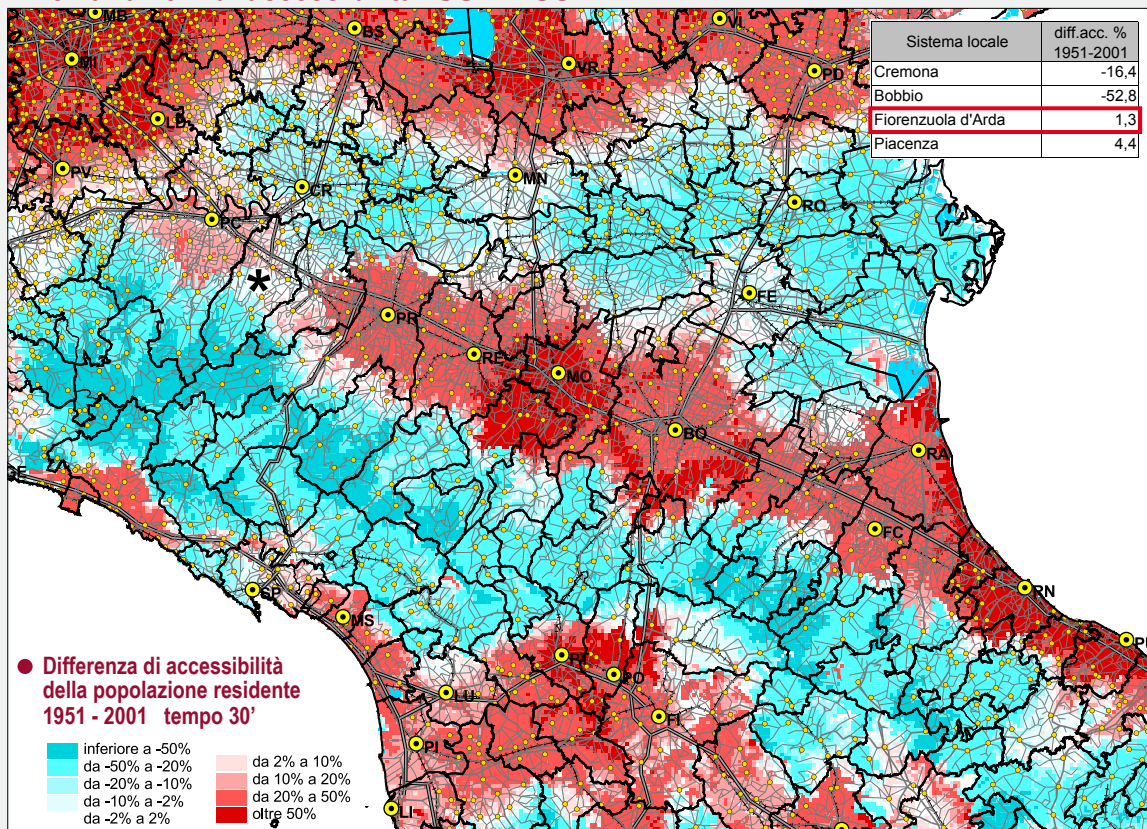 Sistema locale
diff.acc. %
1951-2001
Cremona -16,4
Bobbio -52,8
Fiorenzuola d'Arda 1,3
Piacenza 4,4
MB
BS
VI
MI
VR
PD
PV
CR
MN
RO
*
FE
PR
RE
MO
BO
RA
FC
SP
MS
RN
PO
LU
FI
PI
LI
● Differenza di accessibilità
della popolazione residente
1951 - 2001 tempo 30'
inferiore a -50%
da -50% a -20%
da -20% a -10%
da -10% a -2%
da -2% a 2%
da 2% a 10%
da 10% a 20%
da 20% a 50%
oltre 50%